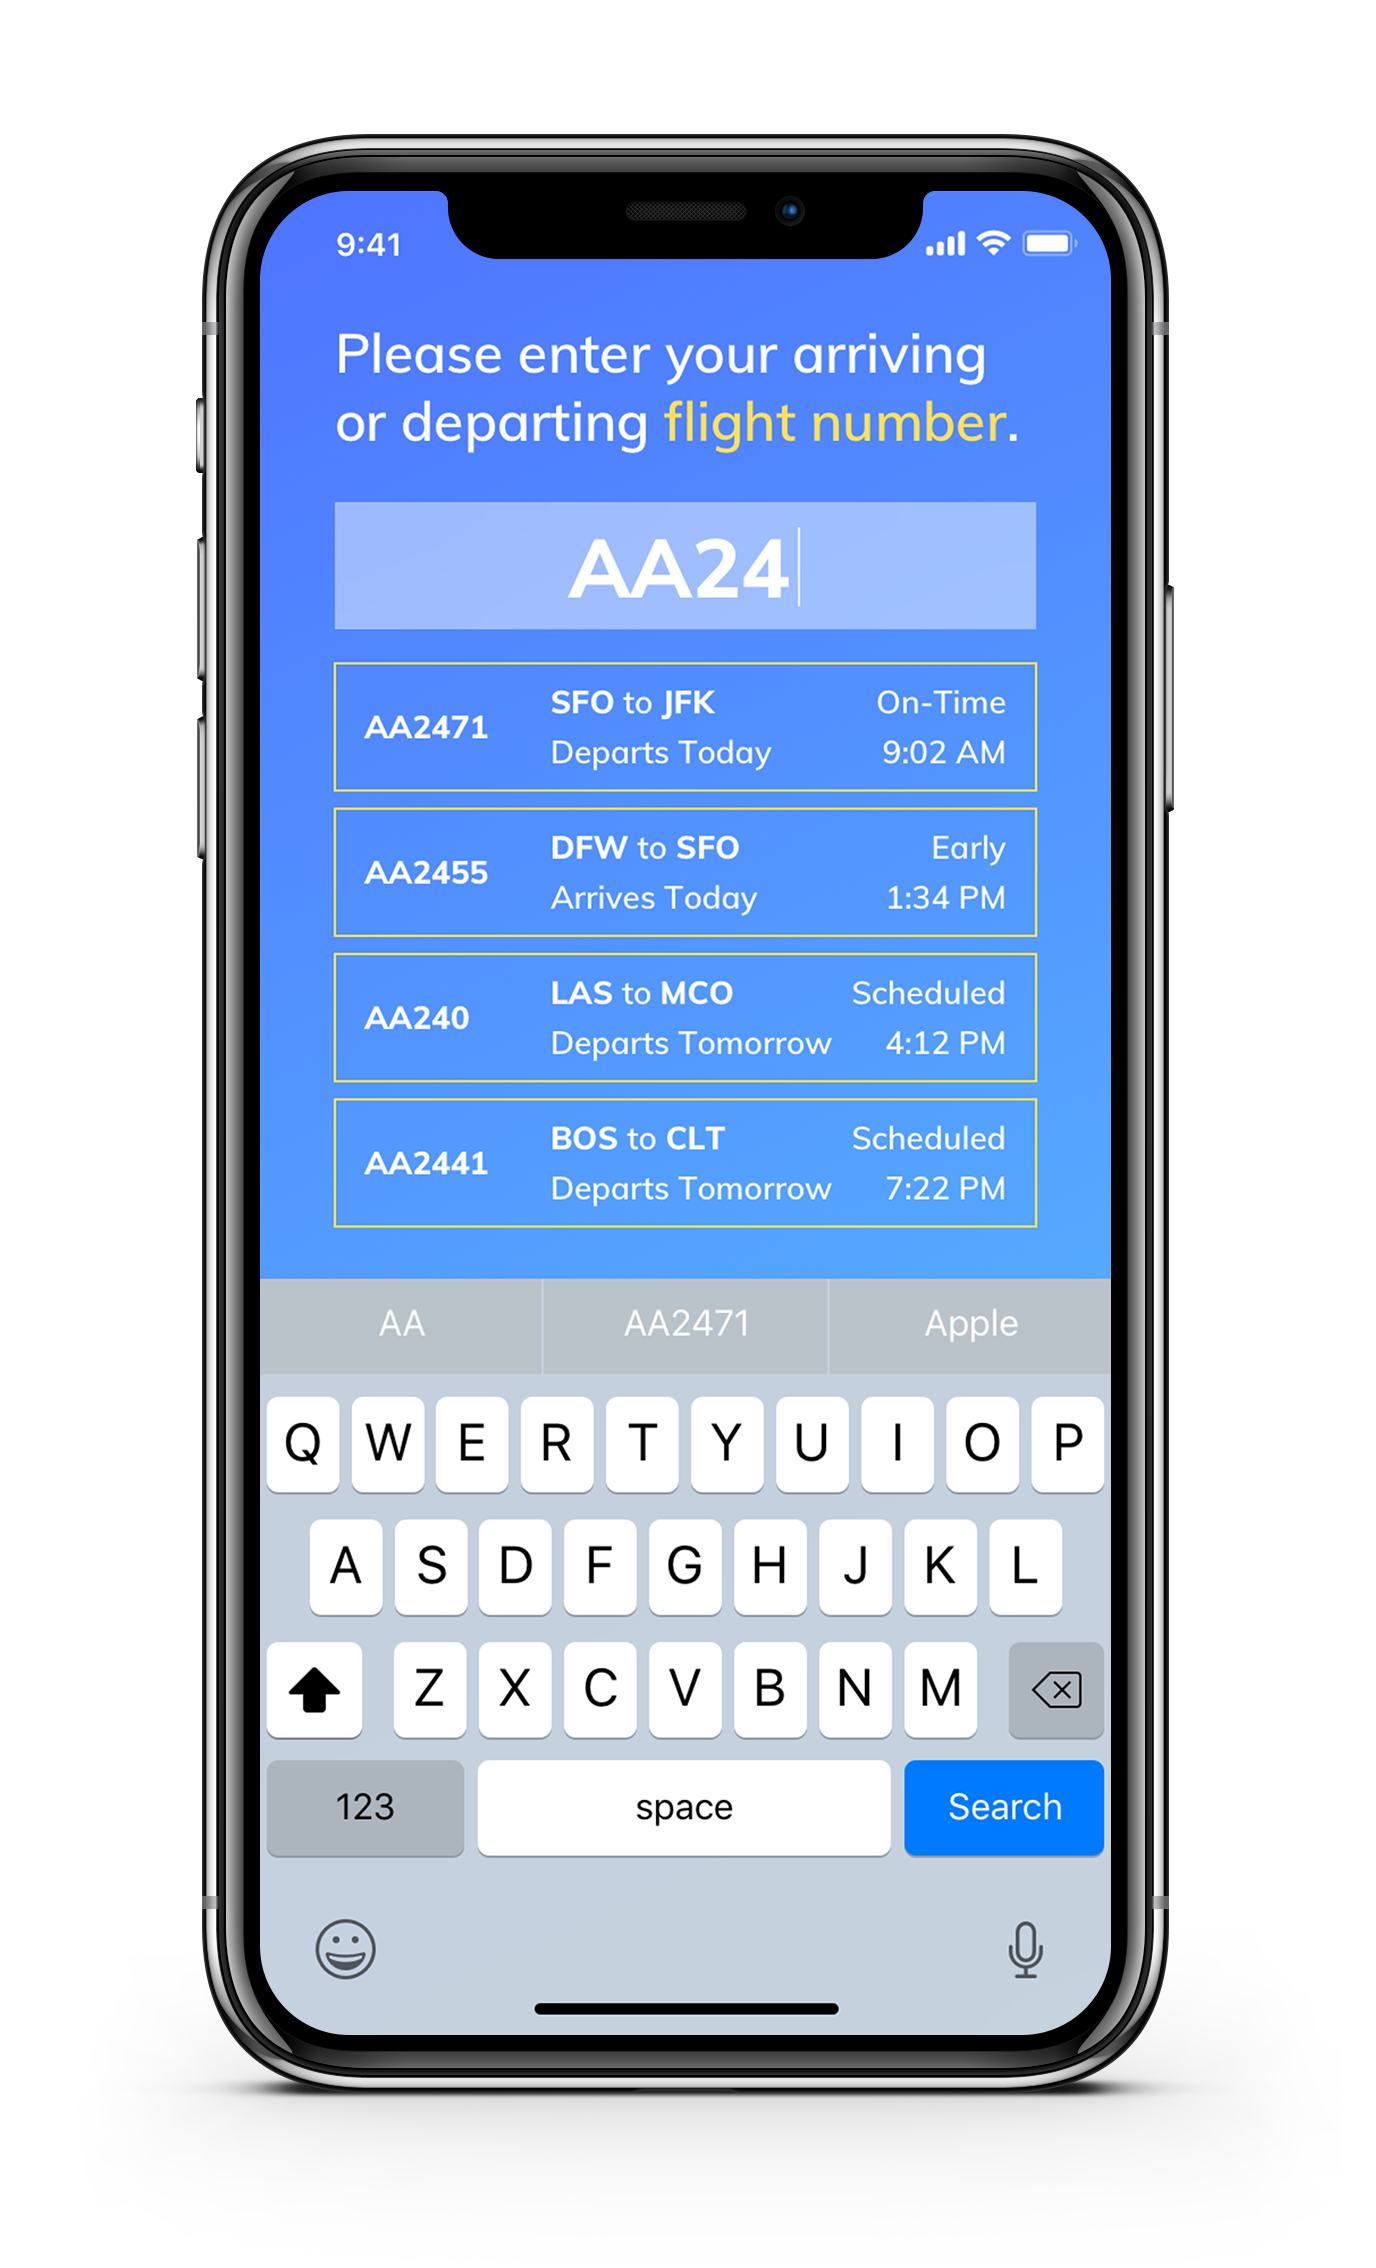 9:41
Please enter your arriving
or departing flight number.
AA24
AA2471
SFO to JFK
Departs Today
On-Time
9:02 AM
AA2455
DFW to SFO
Arrives Today
Early
1:34 PM
AA240
LAS to MCO
Departs Tomorrow
Scheduled
4:12 PM
AA2441
BOS to CLT
Departs Tomorrow
Scheduled
7:22 PM
AA AA2471 Apple
Q W E R T Y U I O P
A S D F G H J K L
Z X C V B N M
123 space Search